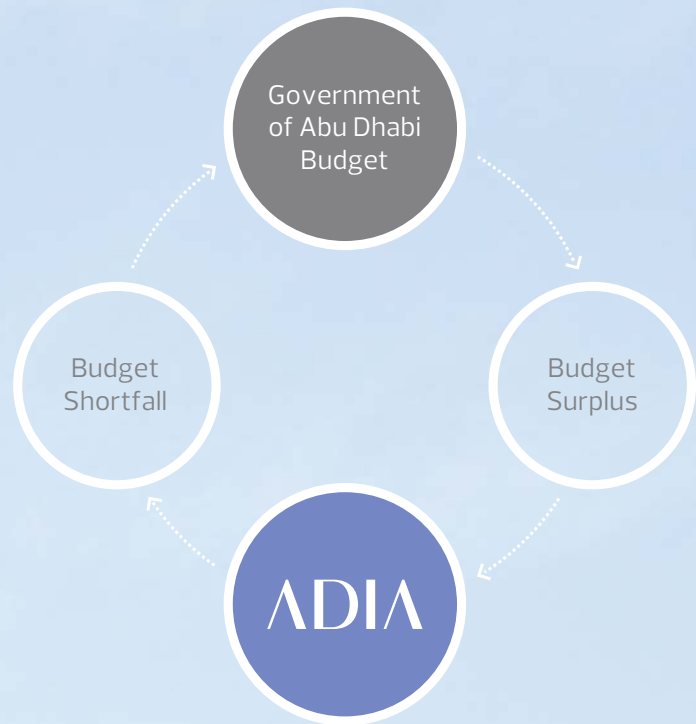 Government
of Abu Dhabi
Budget
Budget
Shortfall
Budget
Surplus
ADIA